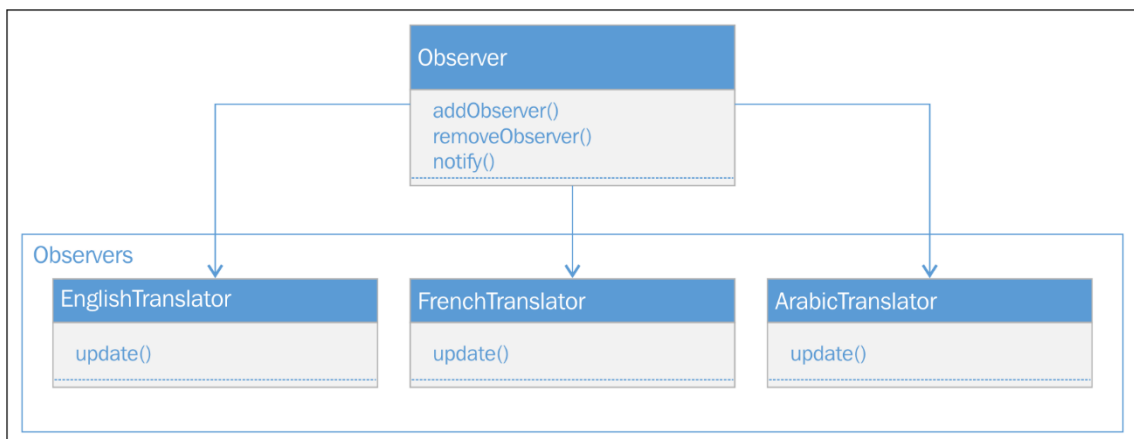 Observer
addObserver()
removeObserver()
notify()
Observers
EnglishTranslator
update()
FrenchTranslator
update()
ArabicTranslator
update()